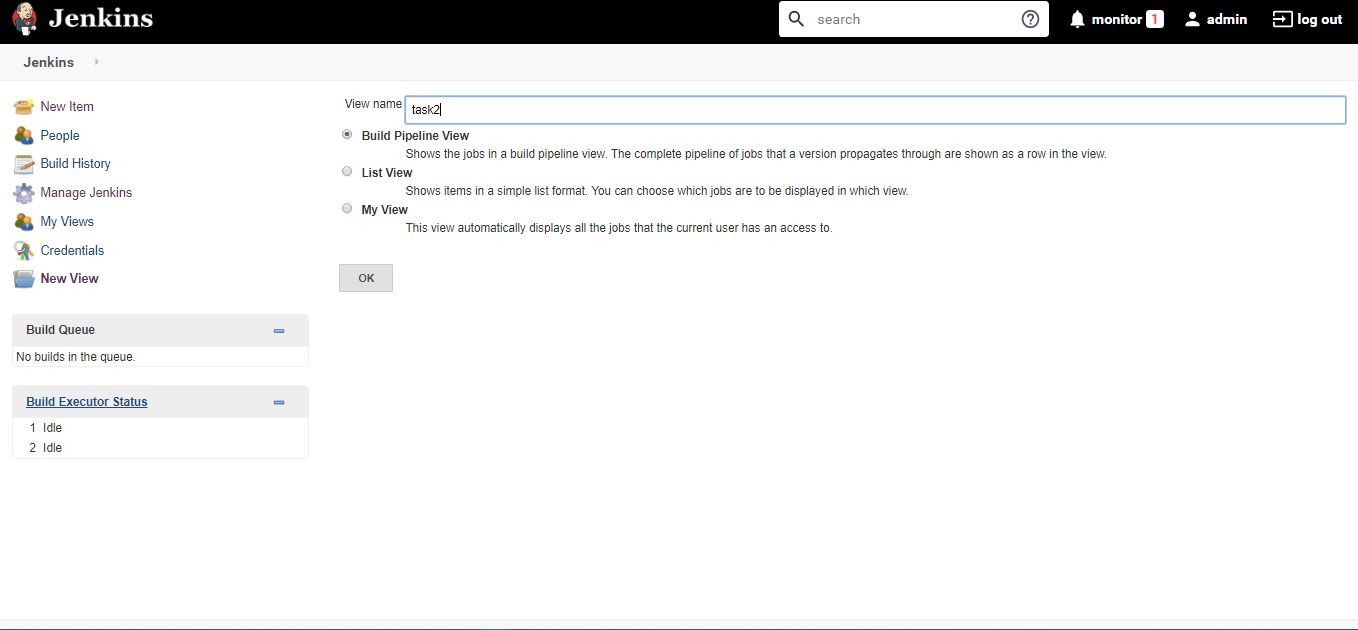 Jenkins
search
monitor 1
admin
log out
Jenkins
New Item
People
Build History
Manage Jenkins
My Views
Credentials
New View
Build Queue
No builds in the queue.
Build Executor Status
1 Idle
2 Idle
View name task2
Build Pipeline View
Shows the jobs in a build pipeline view. The complete pipeline of jobs that a version propagates through are shown as a row in the view.
List View
Shows items in a simple list format. You can choose which jobs are to be displayed in which view.
My View
This view automatically displays all the jobs that the current user has an access to.
OK